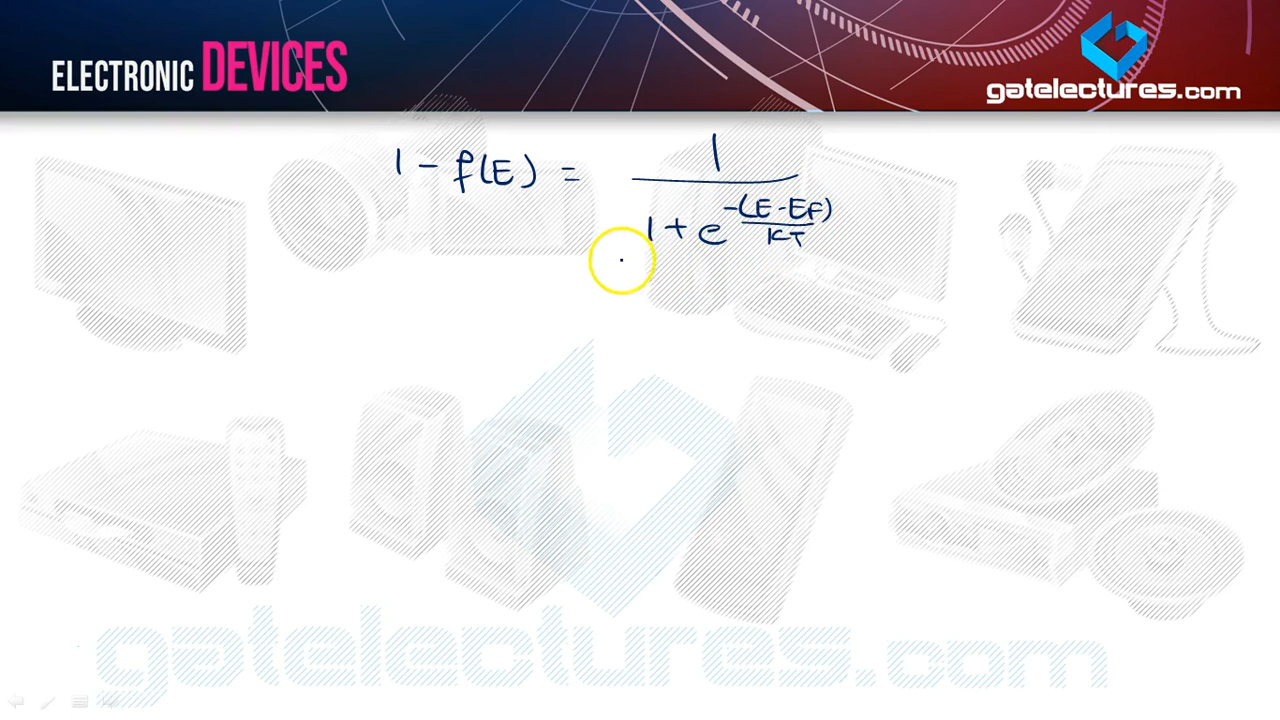 ELECTRONIC DEVICES
gatelectures.com
1 - f(E) = 1
1 + e -(E - EF)
KT
gatelectures.com